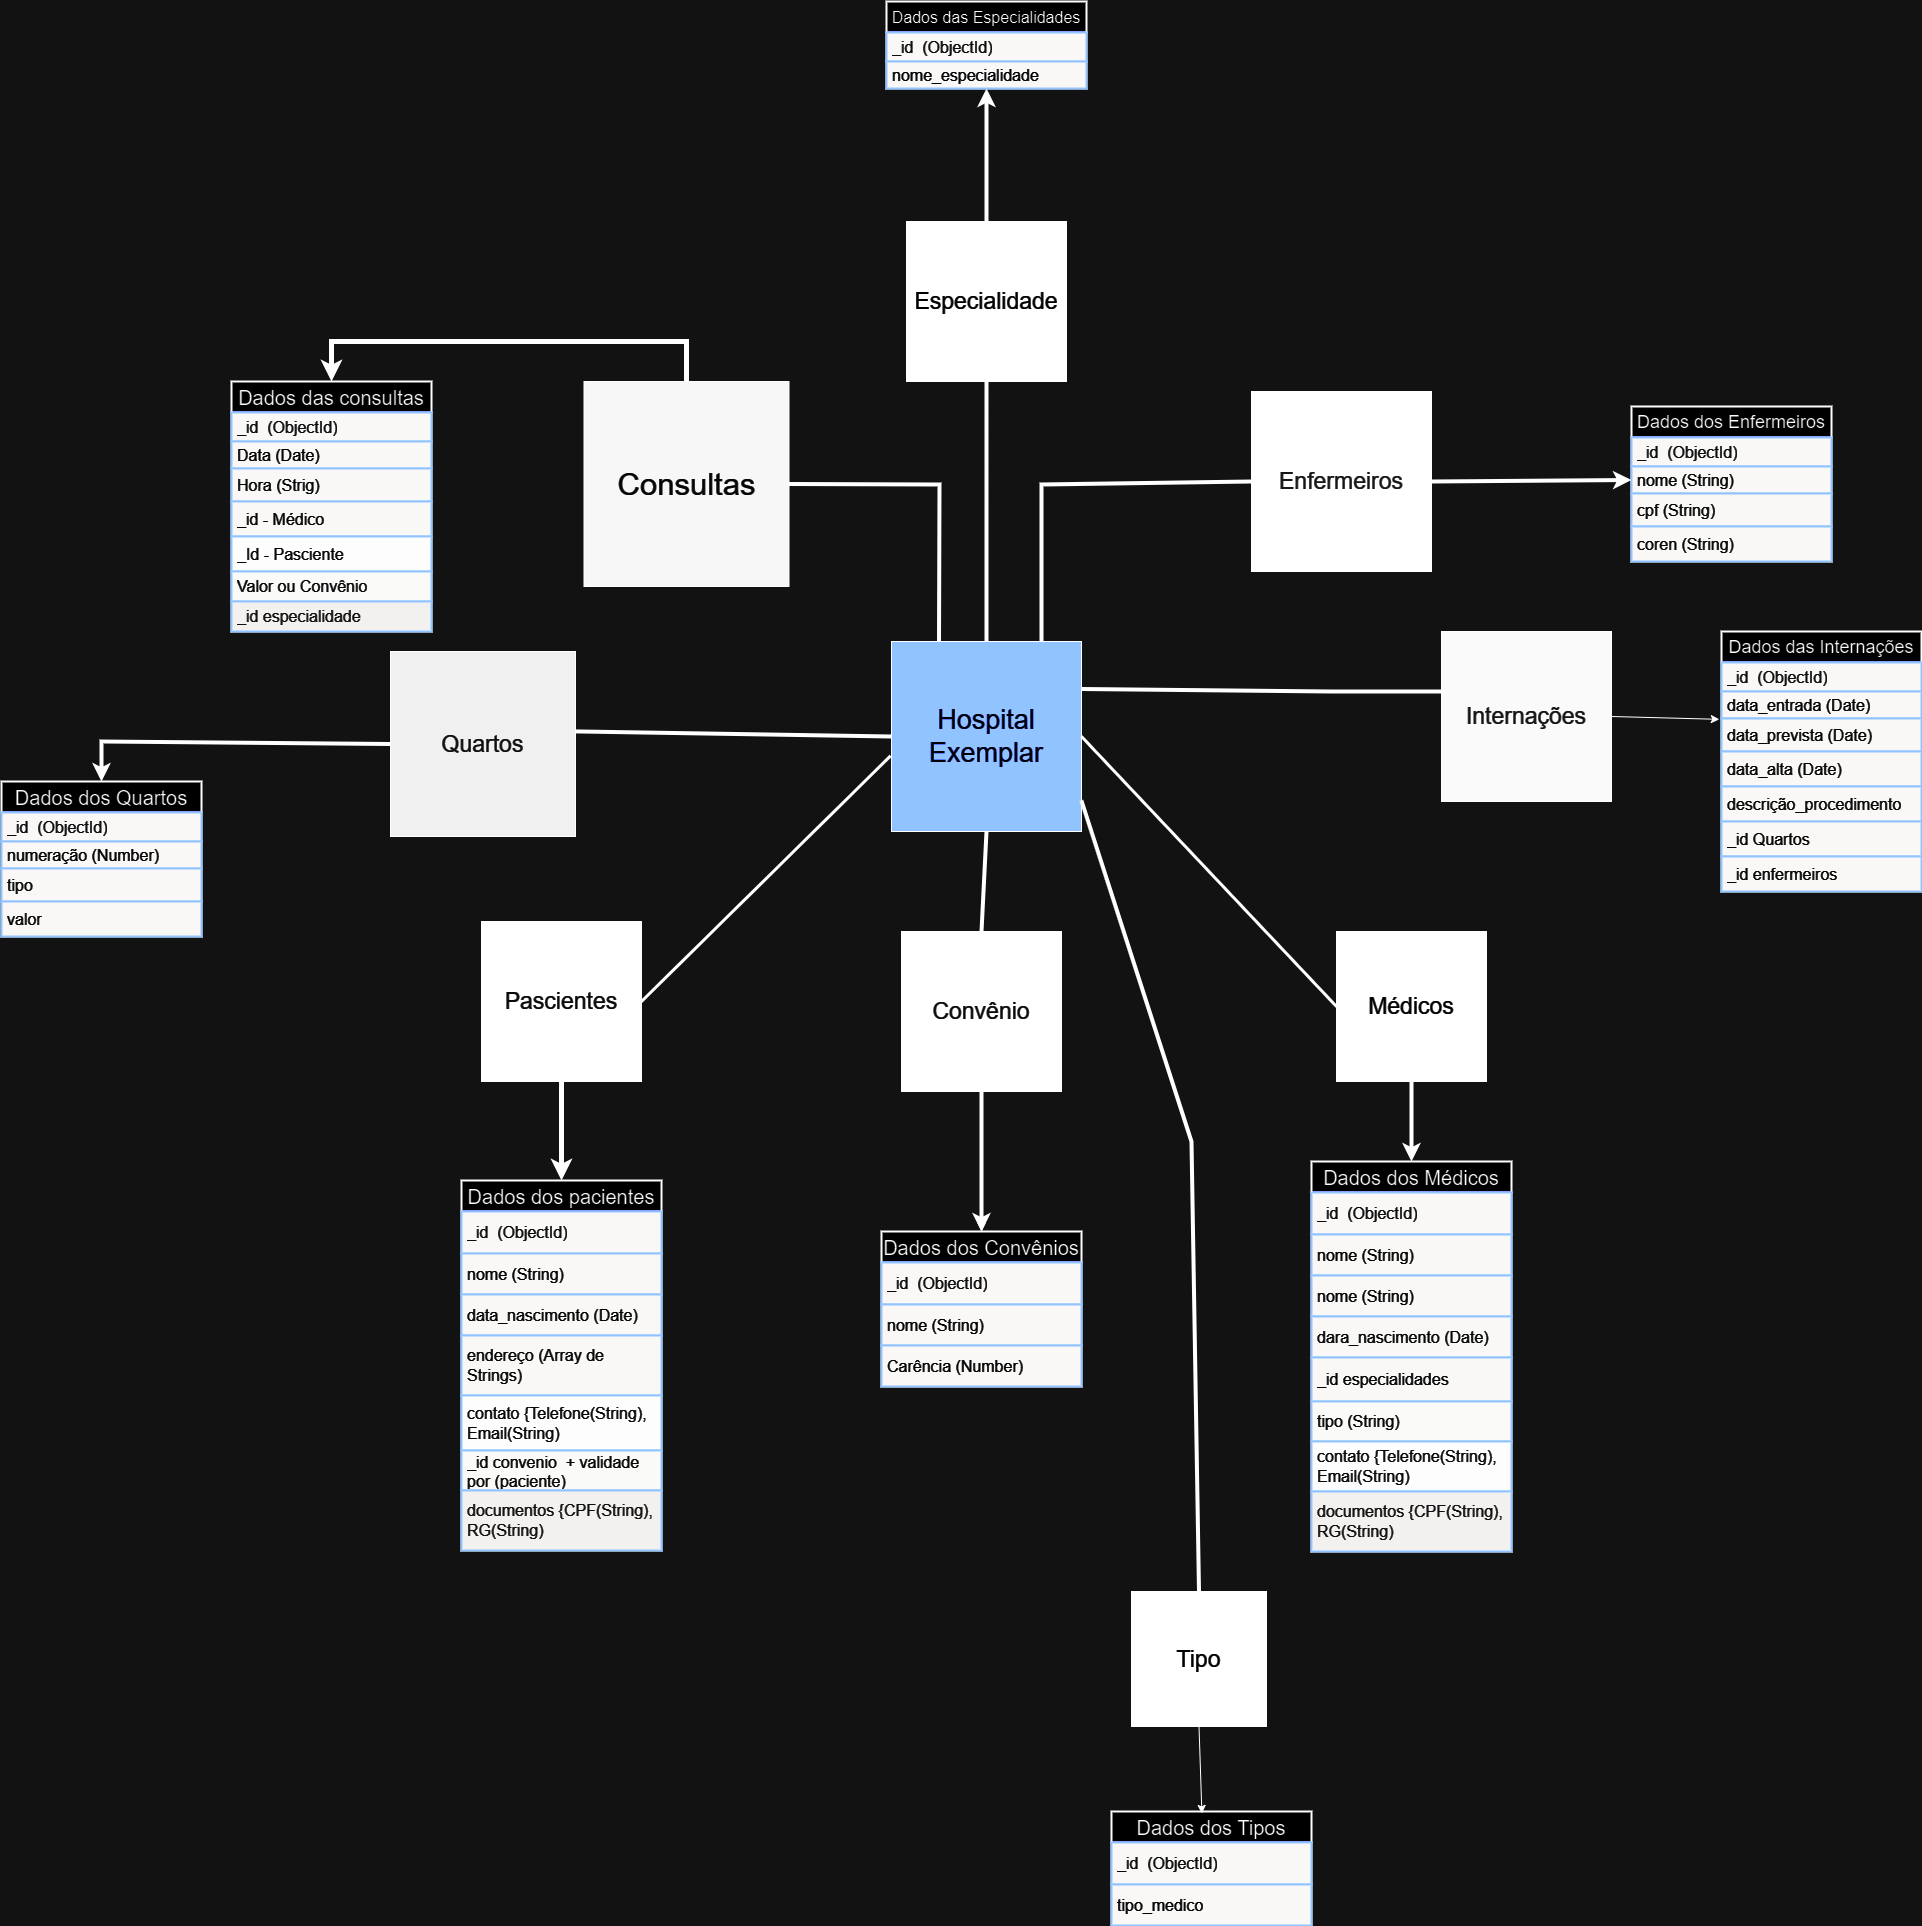 Dados das Especialidades
_id  (ObjectId)
nome_especialidade
Especialidade
Dados das consultas
_id  (ObjectId)
Data (Date)
Hora (Strig)
_id - Médico
_Id - Pasciente
Valor ou Convênio
_id especialidade
Consultas
Enfermeiros
Dados dos Enfermeiros
_id  (ObjectId)
nome (String)
cpf (String)
coren (String)
Quartos
Dados dos Quartos
_id  (ObjectId)
numeração (Number)
tipo
valor
Hospital
Exemplar
Internações
Dados das Internações
_id  (ObjectId)
data_entrada (Date)
data_prevista (Date)
data_alta (Date)
descrição_procedimento
_id Quartos
_id enfermeiros
Pascientes
Dados dos pacientes
_id  (ObjectId)
nome (String)
data_nascimento (Date)
endereço (Array de
Strings)
contato {Telefone(String),
Email(String)
_id convenio  + validade
por (paciente)
documentos {CPF(String),
RG(String)
Convênio
Dados dos Convênios
_id  (ObjectId)
nome (String)
Carência (Number)
Médicos
Dados dos Médicos
_id  (ObjectId)
nome (String)
nome (String)
dara_nascimento (Date)
_id especialidades
tipo (String)
contato {Telefone(String),
Email(String)
documentos {CPF(String),
RG(String)
Tipo
Dados dos Tipos
_id  (ObjectId)
tipo_medico